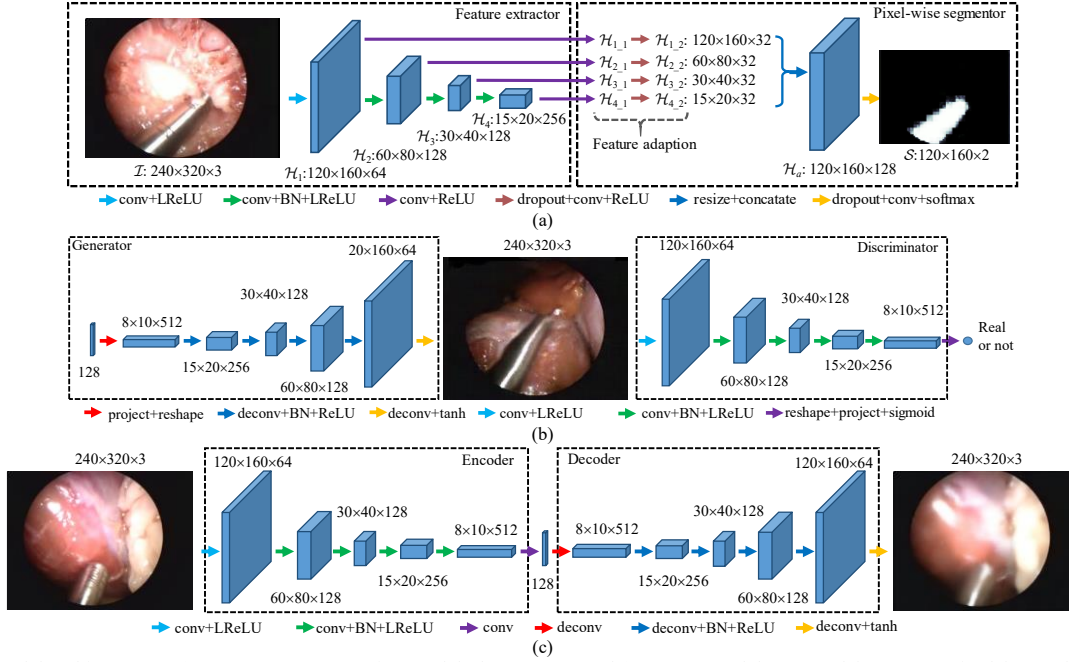 Feature extractor
Pixel-wise segmentor
ℋ1_1 ℋ1_2: 120×160×32
ℋ2_1 ℋ2_2: 60×80×32
ℋ3_1 ℋ3_2: 30×40×32
ℋ4_1 ℋ4_2: 15×20×32
Feature adaption
ℋ4:15×20×256
ℋ3:30×40×128
ℋ2:60×80×128
ℐ: 240×320×3
ℋ1:120×160×64
ℋa: 120×160×128
𝒮:120×160×2
conv+LReLU conv+BN+LReLU conv+ReLU dropout+conv+ReLU resize+concatate dropout+conv+softmax
(a)
Generator
20×160×64
240×320×3
120×160×64
Discriminator
30×40×128
30×40×128
8×10×512
8×10×512
Real
or not
128
15×20×256
60×80×128
60×80×128
15×20×256
project+reshape deconv+BN+ReLU deconv+tanh conv+LReLU conv+BN+LReLU reshape+project+sigmoid
(b)
240×320×3
120×160×64
Encoder
Decoder
120×160×64
240×320×3
30×40×128
30×40×128
8×10×512
8×10×512
15×20×256
128
15×20×256
60×80×128
60×80×128
conv+LReLU conv+BN+LReLU conv deconv deconv+BN+ReLU deconv+tanh
(c)